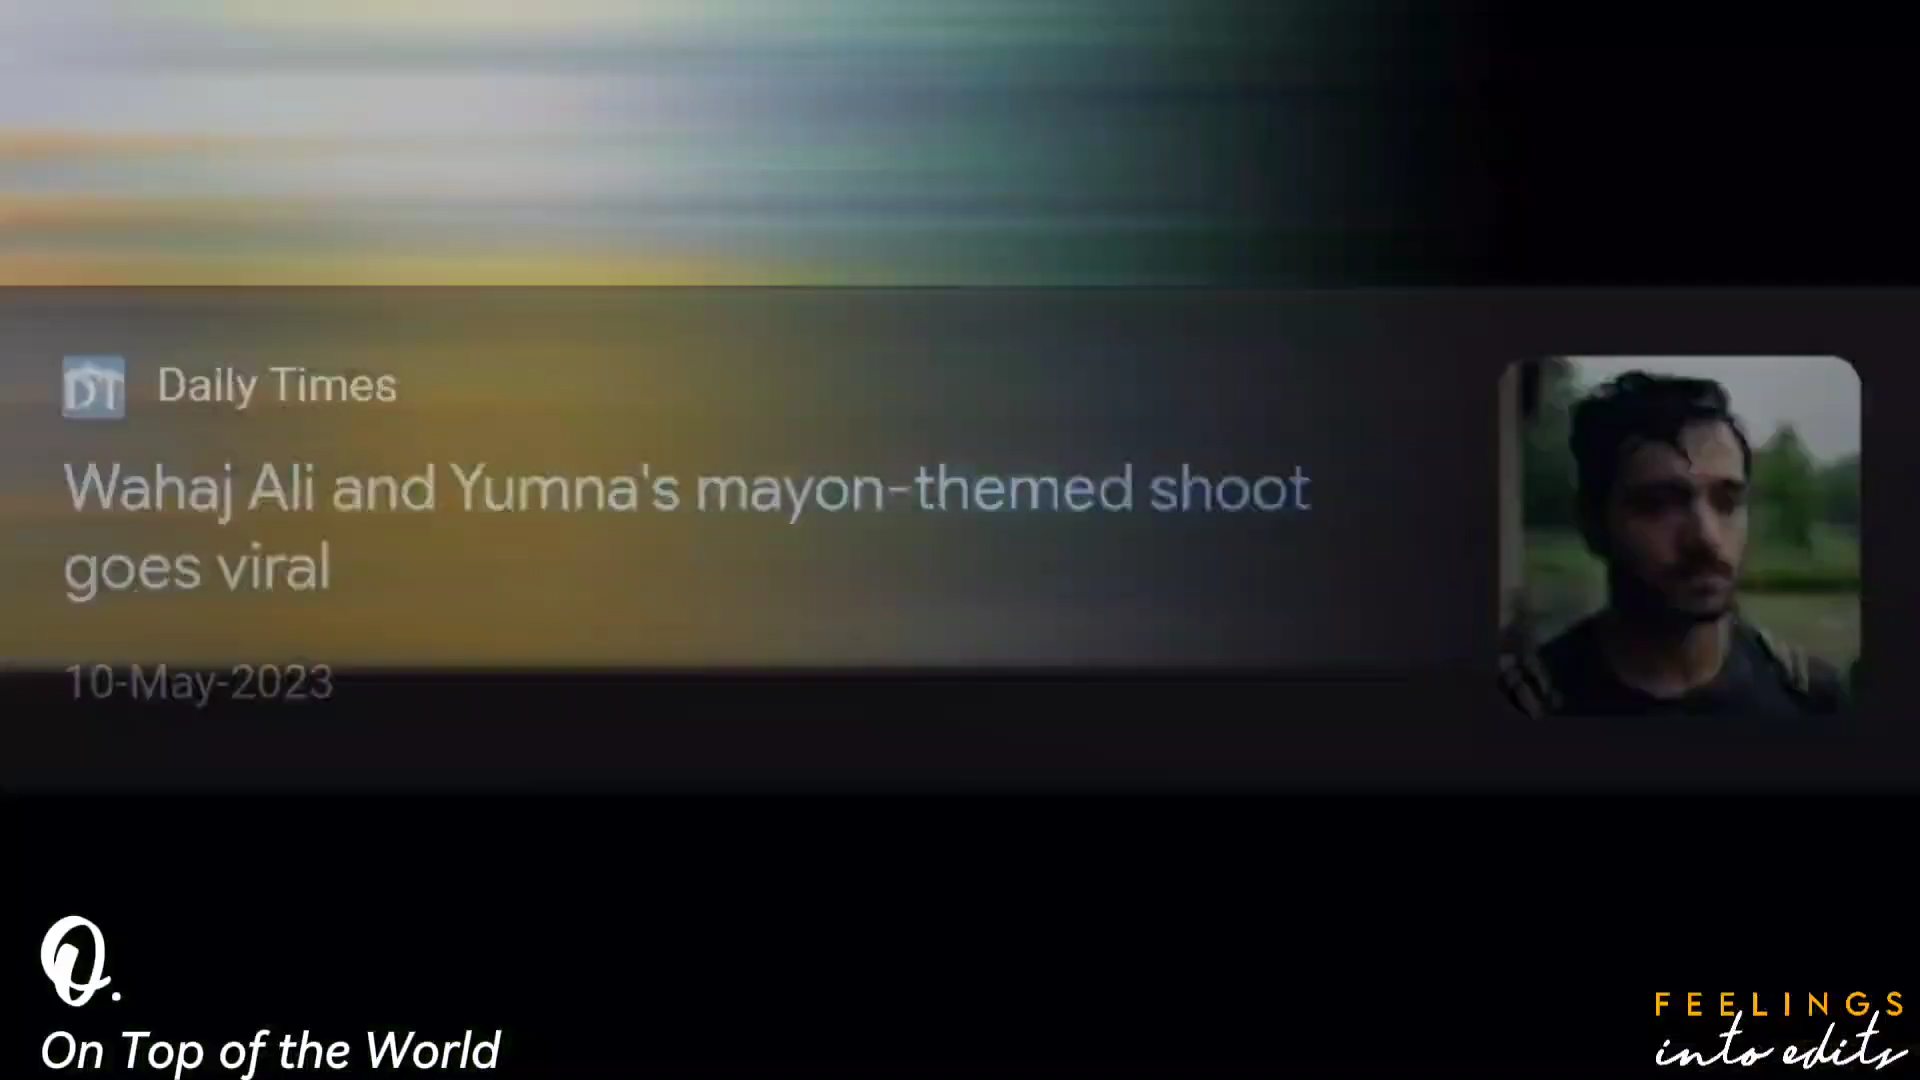 DT Daily Times
Wahaj Ali and Yumna's mayon-themed shoot
goes viral
10-May-2023
Q.
On Top of the World
FEELINGS
into edits